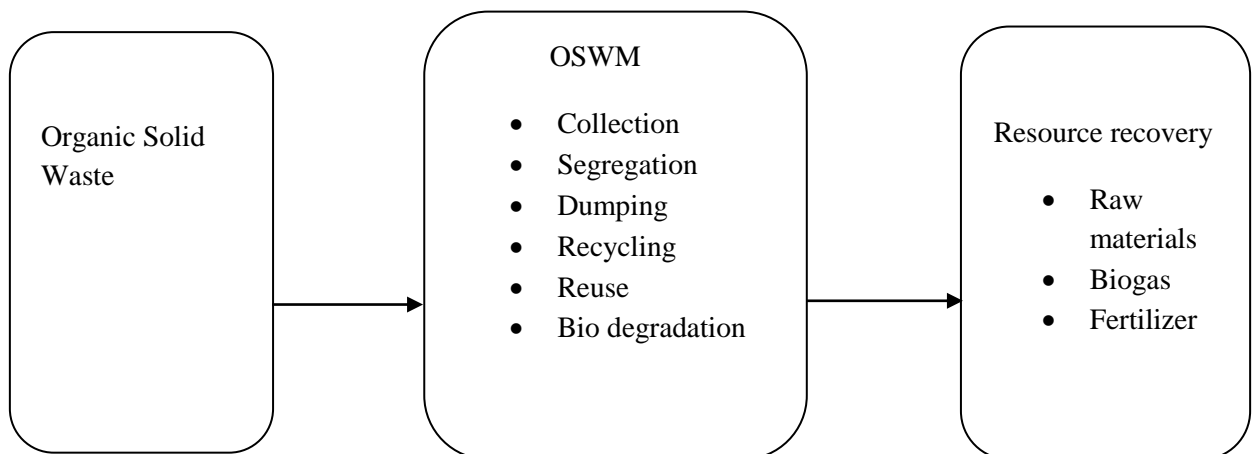 Organic Solid
Waste
OSWM
• Collection
• Segregation
• Dumping
• Recycling
• Reuse
• Bio degradation
Resource recovery
• Raw
materials
• Biogas
• Fertilizer